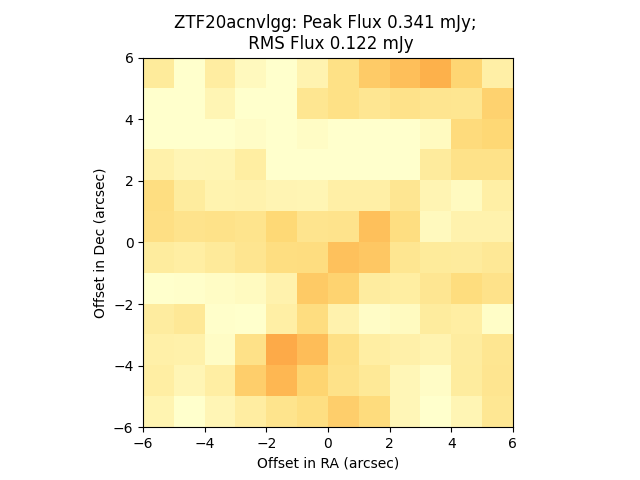 ZTF20acnvlgg: Peak Flux 0.341 mJy;
RMS Flux 0.122 mJy
6
4
2
0
−2
−4
−6
Offset in Dec (arcsec)
−6 −4 −2 0 2 4 6
Offset in RA (arcsec)